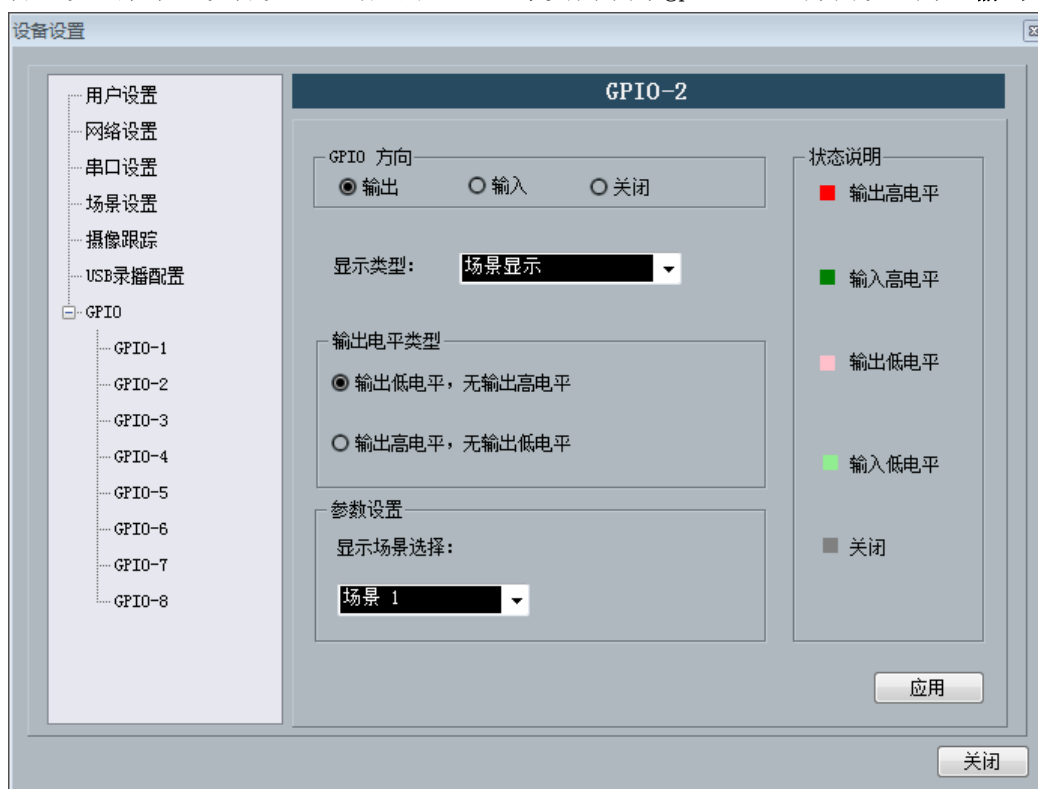 设备设置
用户设置
网络设置
串口设置
场景设置
摄像跟踪
USB录播配置
GPIO
GPIO-1
GPIO-2
GPIO-3
GPIO-4
GPIO-5
GPIO-6
GPIO-7
GPIO-8
GPIO-2
GPIO 方向
输出 输入 关闭
显示类型: 场景显示
输出电平类型
输出低电平，无输出高电平
输出高电平，无输出低电平
参数设置
显示场景选择:
场景 1
状态说明
输出高电平
输入高电平
输出低电平
输入低电平
关闭
应用
关闭